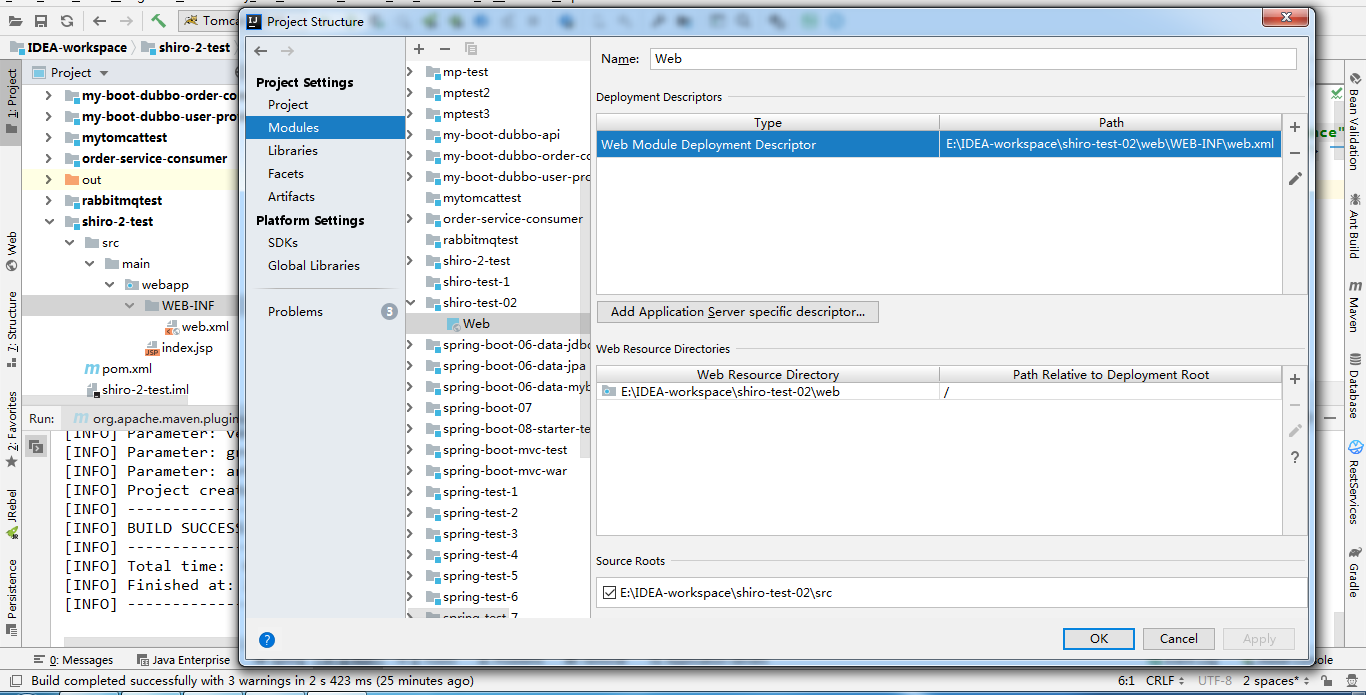 Project Structure
Tomca
IDEA-workspace
shiro-2-test
1: Project
Web
7: Structure
2: Favorites
JRebel
Persistence
Project
my-boot-dubbo-order-co
my-boot-dubbo-user-pro
mytomcattest
order-service-consumer
out
rabbitmqtest
shiro-2-test
src
main
webapp
WEB-INF
web.xml
index.jsp
pom.xml
shiro-2-test.iml
Run: org.apache.maven.plugin
[INFO] Parameter: ve
[INFO] Parameter: gr
[INFO] Parameter: ar
[INFO] Project creat
[INFO] --------------
[INFO] BUILD SUCCESS
[INFO] --------------
[INFO] Total time:
[INFO] Finished at:
[INFO] --------------
Project Settings
Project
Modules
Libraries
Facets
Artifacts
Platform Settings
SDKs
Global Libraries
Problems 3
mp-test
mptest2
mptest3
my-boot-dubbo-api
my-boot-dubbo-order-co
my-boot-dubbo-user-pro
mytomcattest
order-service-consumer
rabbitmqtest
shiro-2-test
shiro-test-1
shiro-test-02
Web
spring-boot-06-data-jdbc
spring-boot-06-data-jpa
spring-boot-06-data-myb
spring-boot-07
spring-boot-08-starter-te
spring-boot-mvc-test
spring-boot-mvc-war
spring-test-1
spring-test-2
spring-test-3
spring-test-4
spring-test-5
spring-test-6
spring-test-7
Name: Web
Deployment Descriptors
Type Path
Web Module Deployment Descriptor E:\IDEA-workspace\shiro-test-02\web\WEB-INF\web.xml
Add Application Server specific descriptor...
Web Resource Directories
Web Resource Directory Path Relative to Deployment Root
E:\IDEA-workspace\shiro-test-02\web /
Source Roots
E:\IDEA-workspace\shiro-test-02\src
OK Cancel Apply
ce"
Bean Validation
Ant Build
Maven
Database
RestServices
Gradle
0: Messages Java Enterprise
Build completed successfully with 3 warnings in 2 s 423 ms (25 minutes ago) 6:1 CRLF UTF-8 2 spaces*